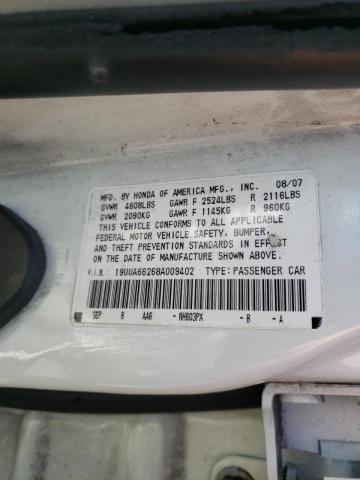 MFD. BY HONDA OF AMERICA MFG., INC. 08/07
GVWR 4608LBS GAWR F 2524LBS R 2116LBS
GVWR 2090KG GAWR F 1145KG R 960KG
THIS VEHICLE CONFORMS TO ALL APPLICABLE
FEDERAL MOTOR VEHICLE SAFETY, BUMPER,
AND THEFT PREVENTION STANDARDS IN EFFECT
ON THE DATE OF MANUFACTURE SHOWN ABOVE.
V.I.N.: 19UUA66268A009402 TYPE: PASSENGER CAR
SEP 8 AA6 -NH603PX -B -A